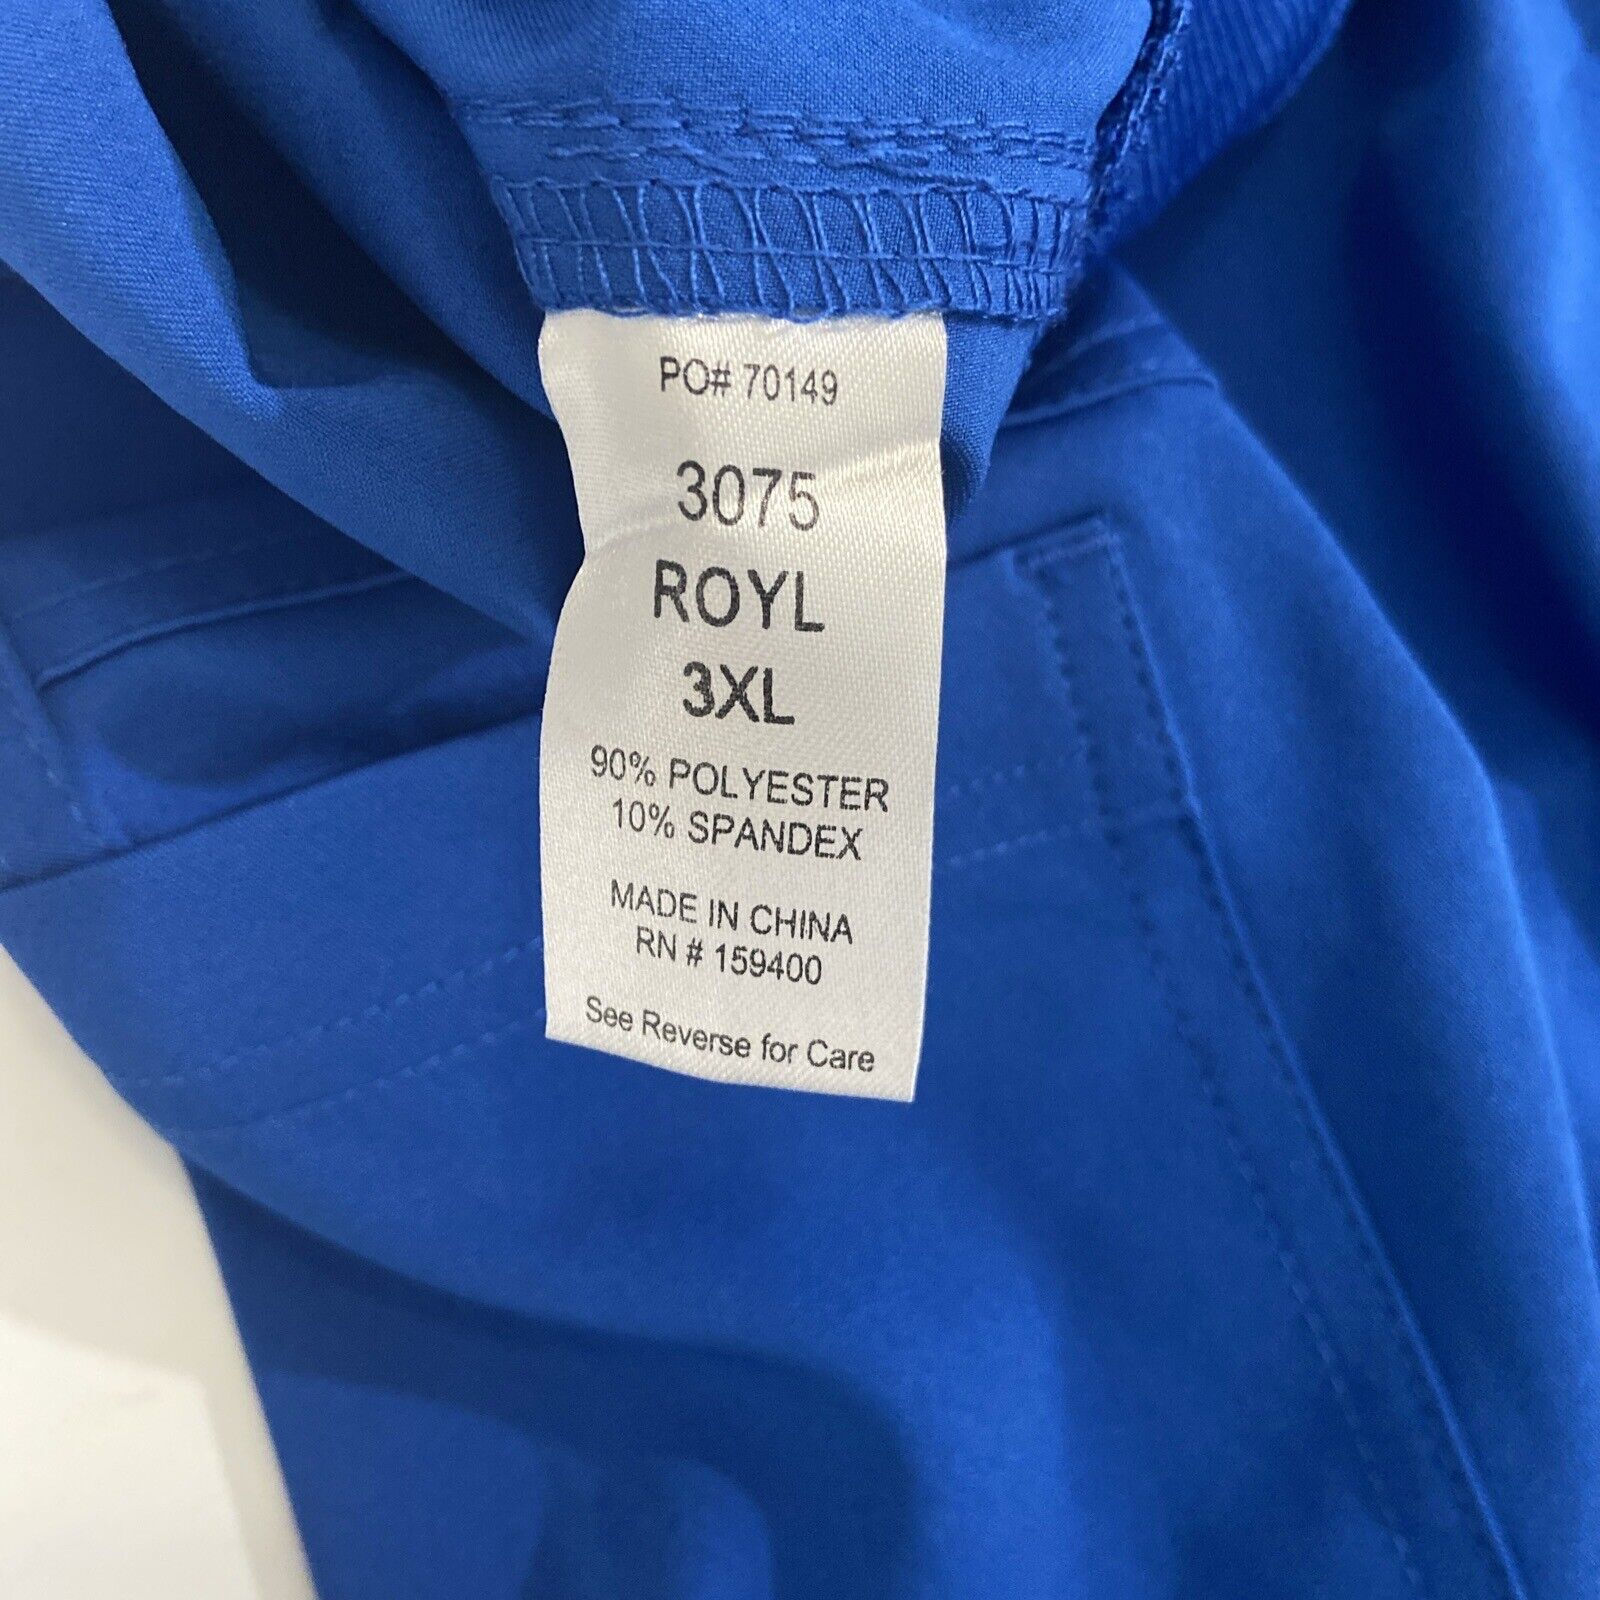 PO# 70149
3075
ROYL
3XL
90% POLYESTER
10% SPANDEX
MADE IN CHINA
RN # 159400
See Reverse for Care